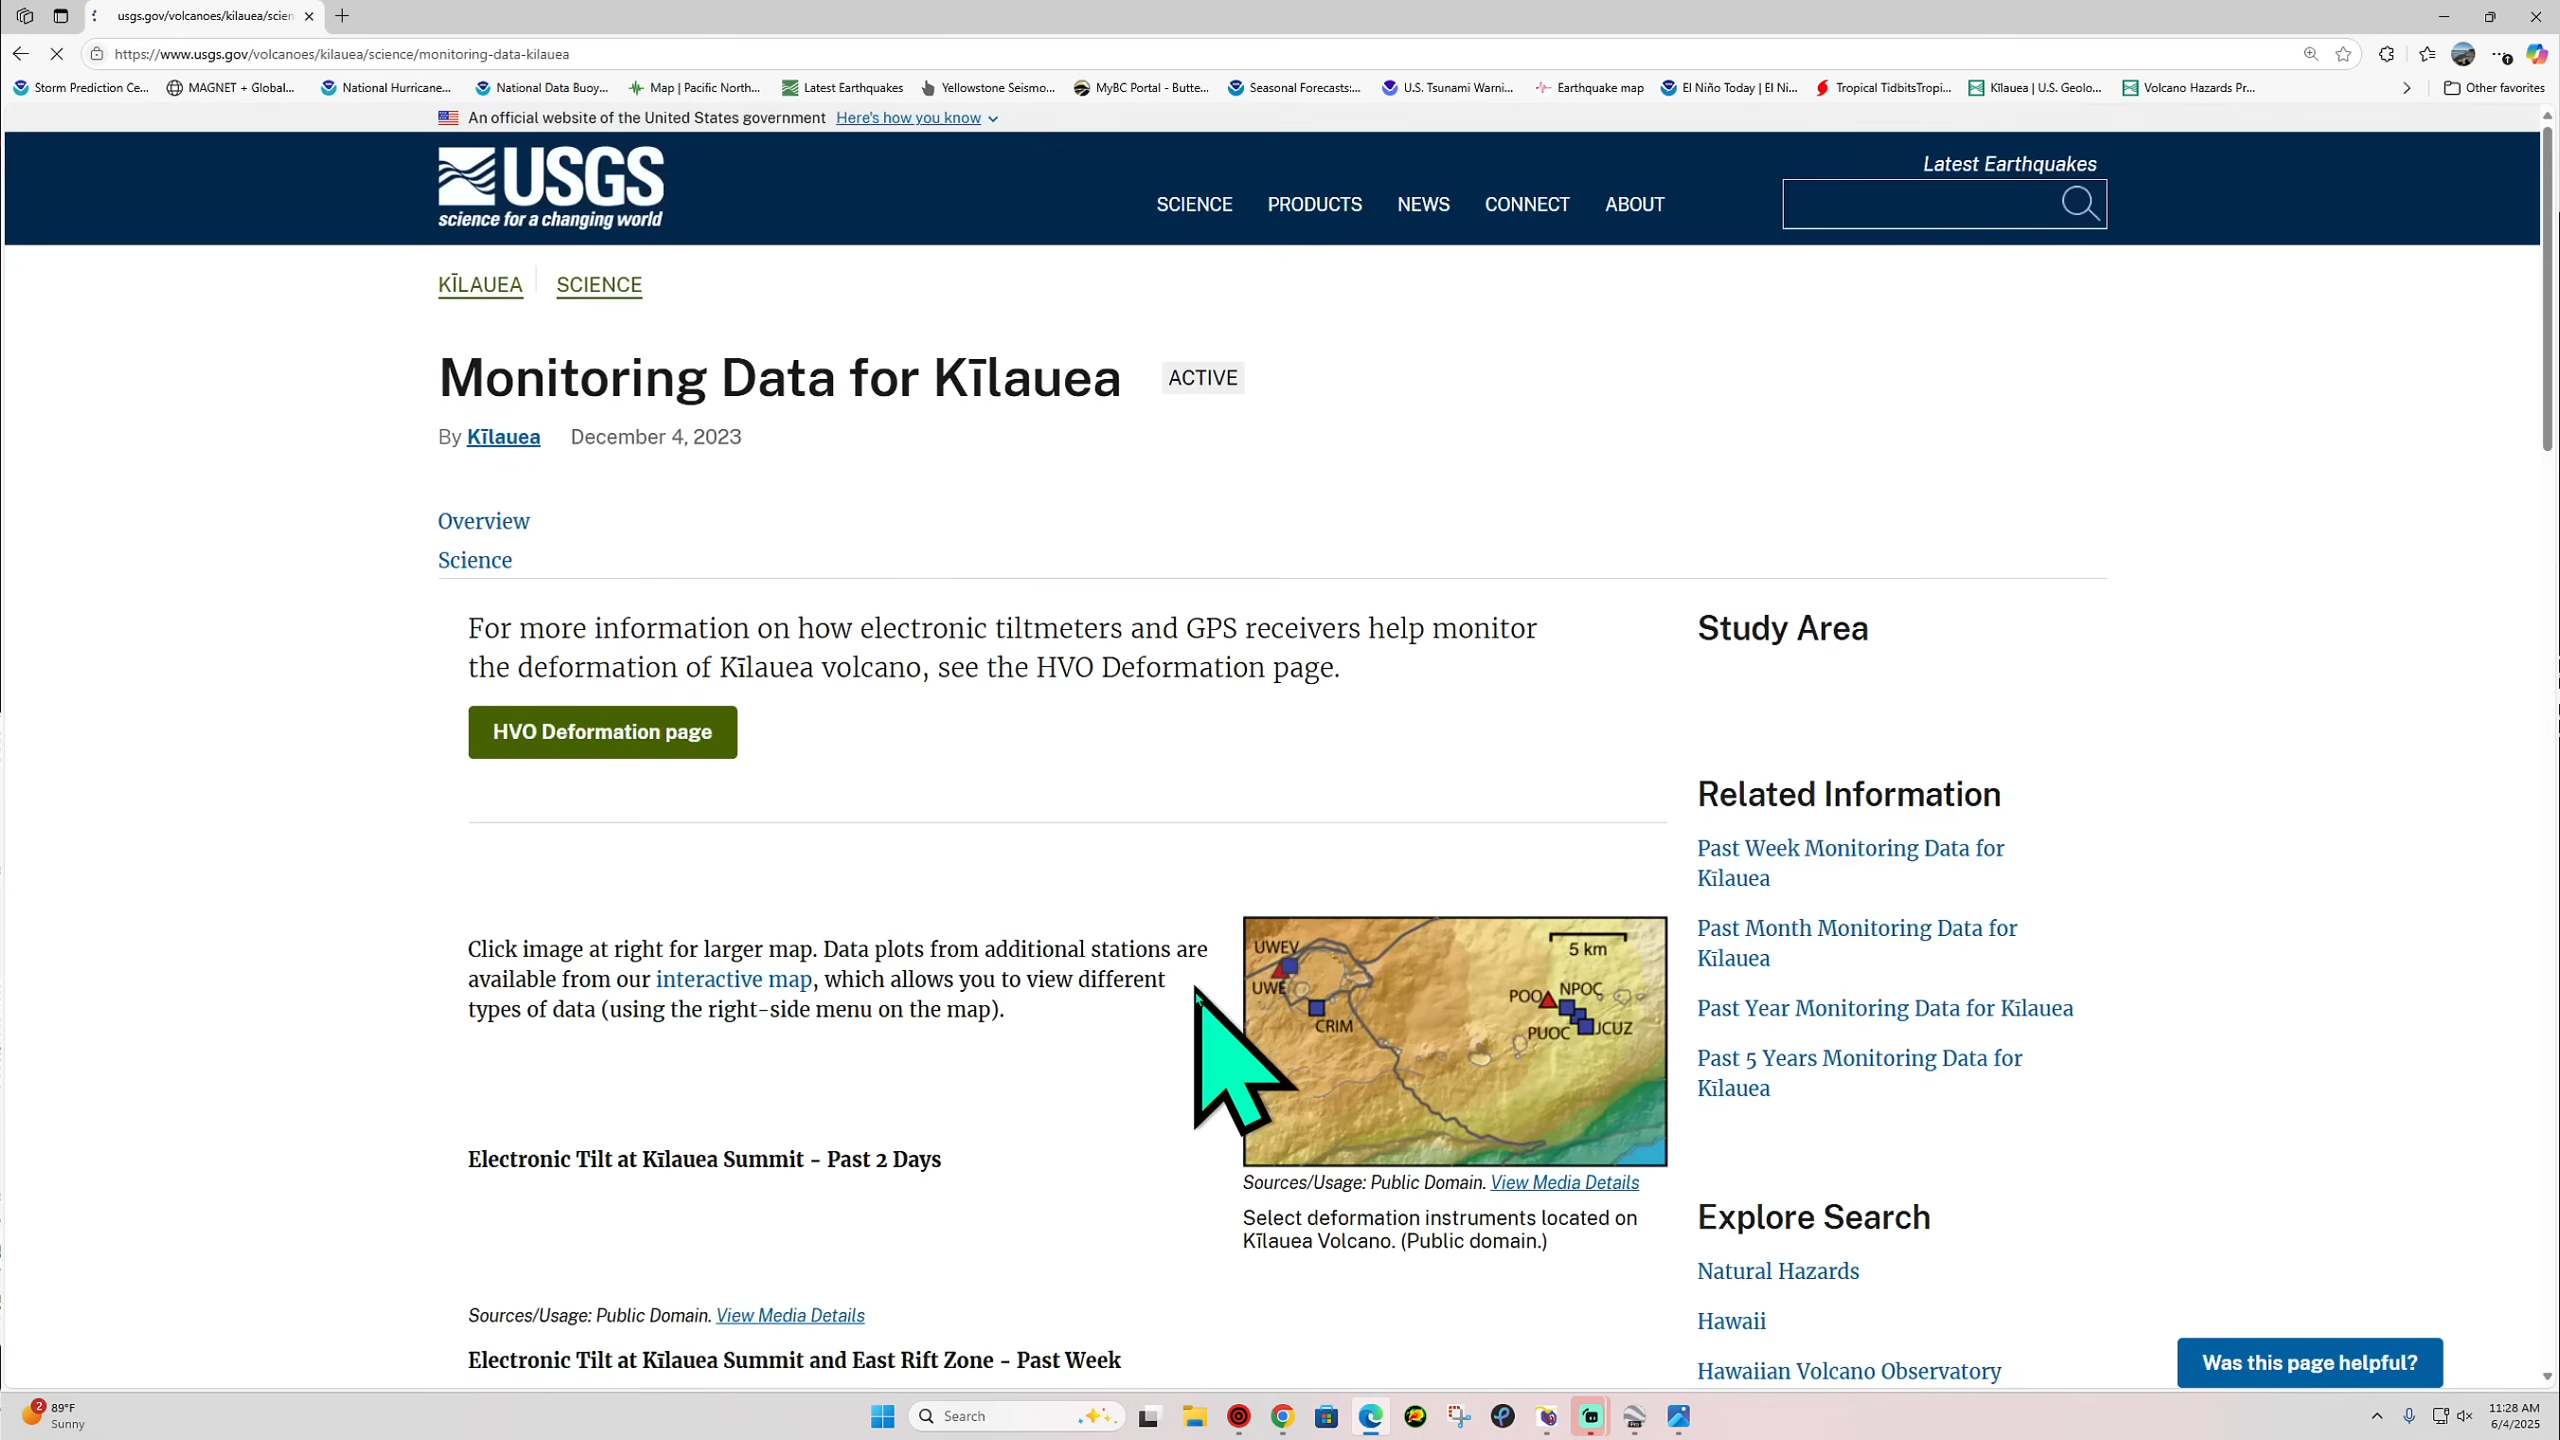 usgs.gov/volcanoes/kilauea/scien
https://www.usgs.gov/volcanoes/kilauea/science/monitoring-data-kilauea
Storm Prediction Ce...
MAGNET + Global...
National Hurricane...
National Data Buoy...
Map | Pacific North...
Latest Earthquakes
Yellowstone Seismo...
MyBC Portal - Butte...
Seasonal Forecasts:...
U.S. Tsunami Warni...
Earthquake map
El Niño Today | El Ni...
Tropical TidbitsTropi...
Kīlauea | U.S. Geolo...
Volcano Hazards Pr...
Other favorites
An official website of the United States government Here's how you know
USGS
science for a changing world
SCIENCE
PRODUCTS
NEWS
CONNECT
ABOUT
Latest Earthquakes
KĪLAUEA
SCIENCE
Monitoring Data for Kīlauea
ACTIVE
By Kīlauea December 4, 2023
Overview
Science
For more information on how electronic tiltmeters and GPS receivers help monitor
the deformation of Kīlauea volcano, see the HVO Deformation page.
HVO Deformation page
Click image at right for larger map. Data plots from additional stations are
available from our interactive map, which allows you to view different
types of data (using the right-side menu on the map).
UWEV
UWE
CRIM
5 km
POO
NPOC
PUOC
JCUZ
Electronic Tilt at Kīlauea Summit - Past 2 Days
Sources/Usage: Public Domain. View Media Details
Select deformation instruments located on
Kīlauea Volcano. (Public domain.)
Sources/Usage: Public Domain. View Media Details
Electronic Tilt at Kīlauea Summit and East Rift Zone - Past Week
Study Area
Related Information
Past Week Monitoring Data for
Kīlauea
Past Month Monitoring Data for
Kīlauea
Past Year Monitoring Data for Kīlauea
Past 5 Years Monitoring Data for
Kīlauea
Explore Search
Natural Hazards
Hawaii
Hawaiian Volcano Observatory
Was this page helpful?
2
89°F
Sunny
Search
11:28 AM
6/4/2025